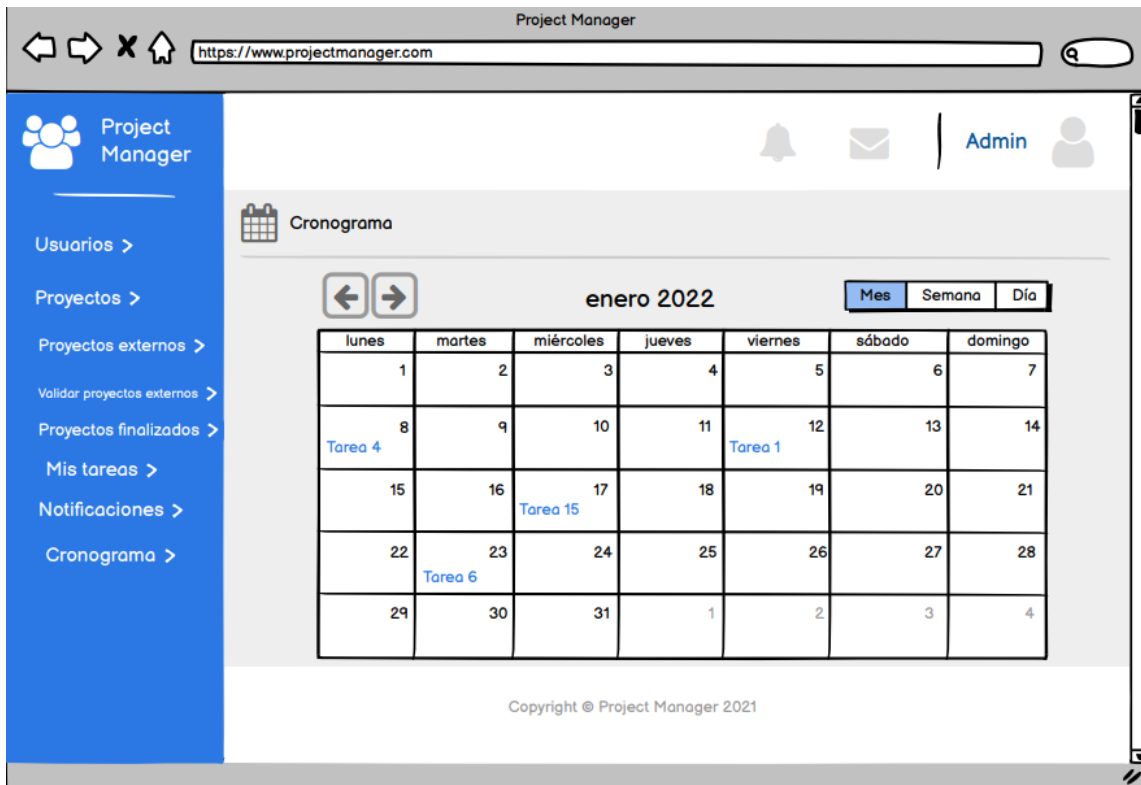 Project Manager
https://www.projectmanager.com
Project
Manager
Admin
Usuarios >
Proyectos >
Proyectos externos >
Validar proyectos externos >
Proyectos finalizados >
Mis tareas >
Notificaciones >
Cronograma >
Cronograma
enero 2022
Mes Semana Día
lunes martes miércoles jueves viernes sábado domingo
1 2 3 4 5 6 7
8 9 10 11 12 13 14
Tarea 4 Tarea 1
15 16 17 18 19 20 21
Tarea 15
22 23 24 25 26 27 28
Tarea 6
29 30 31 1 2 3 4
Copyright © Project Manager 2021